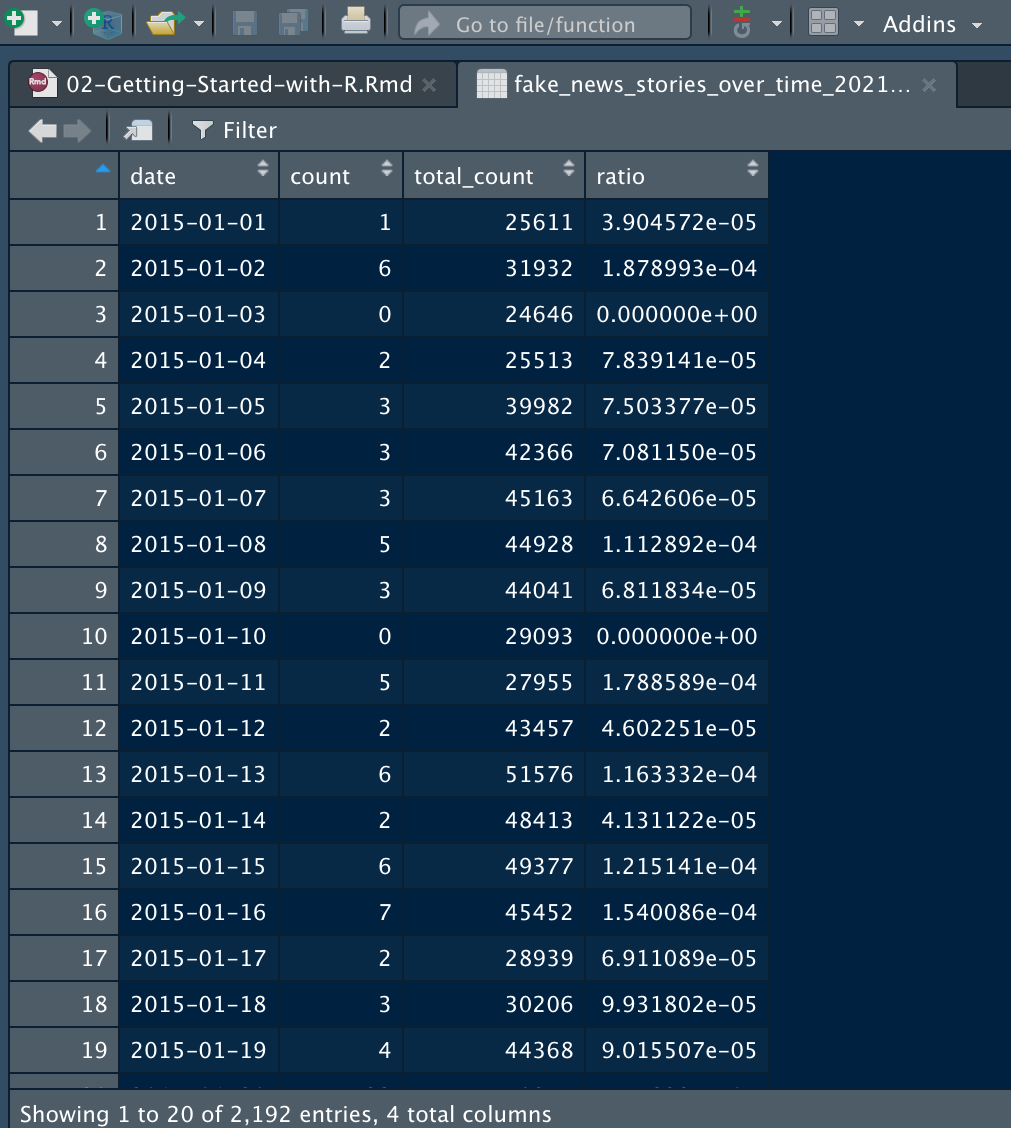 Go to file/function
Addins
Rmd 02-Getting-Started-with-R.Rmd fake_news_stories_over_time_2021...
Filter
date count total_count ratio
1 2015-01-01 1 25611 3.904572e-05
2 2015-01-02 6 31932 1.878993e-04
3 2015-01-03 0 24646 0.000000e+00
4 2015-01-04 2 25513 7.839141e-05
5 2015-01-05 3 39982 7.503377e-05
6 2015-01-06 3 42366 7.081150e-05
7 2015-01-07 3 45163 6.642606e-05
8 2015-01-08 5 44928 1.112892e-04
9 2015-01-09 3 44041 6.811834e-05
10 2015-01-10 0 29093 0.000000e+00
11 2015-01-11 5 27955 1.788589e-04
12 2015-01-12 2 43457 4.602251e-05
13 2015-01-13 6 51576 1.163332e-04
14 2015-01-14 2 48413 4.131122e-05
15 2015-01-15 6 49377 1.215141e-04
16 2015-01-16 7 45452 1.540086e-04
17 2015-01-17 2 28939 6.911089e-05
18 2015-01-18 3 30206 9.931802e-05
19 2015-01-19 4 44368 9.015507e-05
Showing 1 to 20 of 2,192 entries, 4 total columns